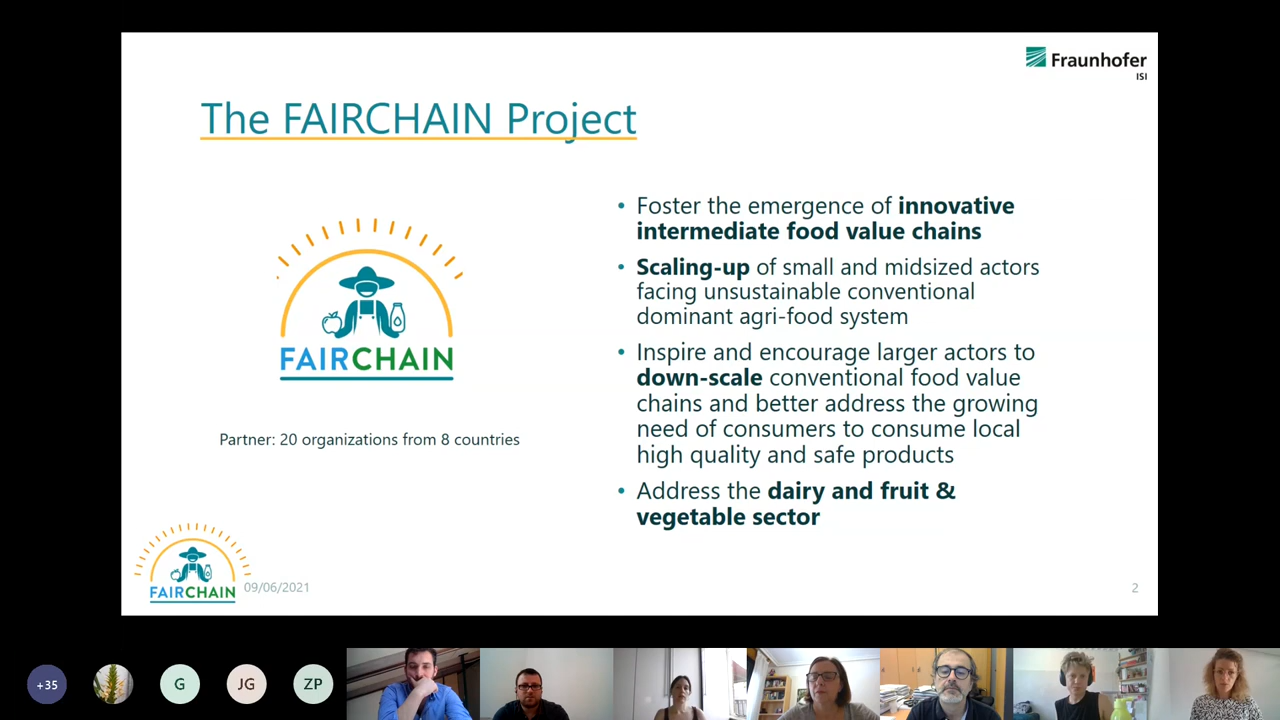 Fraunhofer
ISI
The FAIRCHAIN Project
FAIRCHAIN
Partner: 20 organizations from 8 countries
• Foster the emergence of innovative
intermediate food value chains
• Scaling-up of small and midsized actors
facing unsustainable conventional
dominant agri-food system
• Inspire and encourage larger actors to
down-scale conventional food value
chains and better address the growing
need of consumers to consume local
high quality and safe products
• Address the dairy and fruit &
vegetable sector
FAIRCHAIN
09/06/2021
2
+35
G
JG
ZP